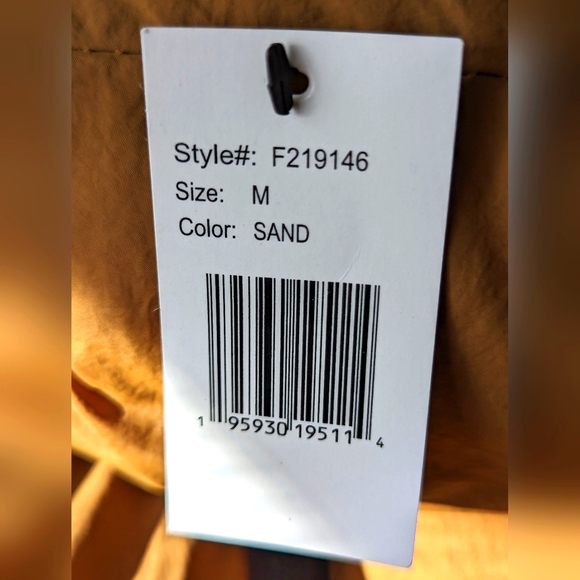 Style#: F219146
Size: M
Color: SAND
1 95930 19511 4